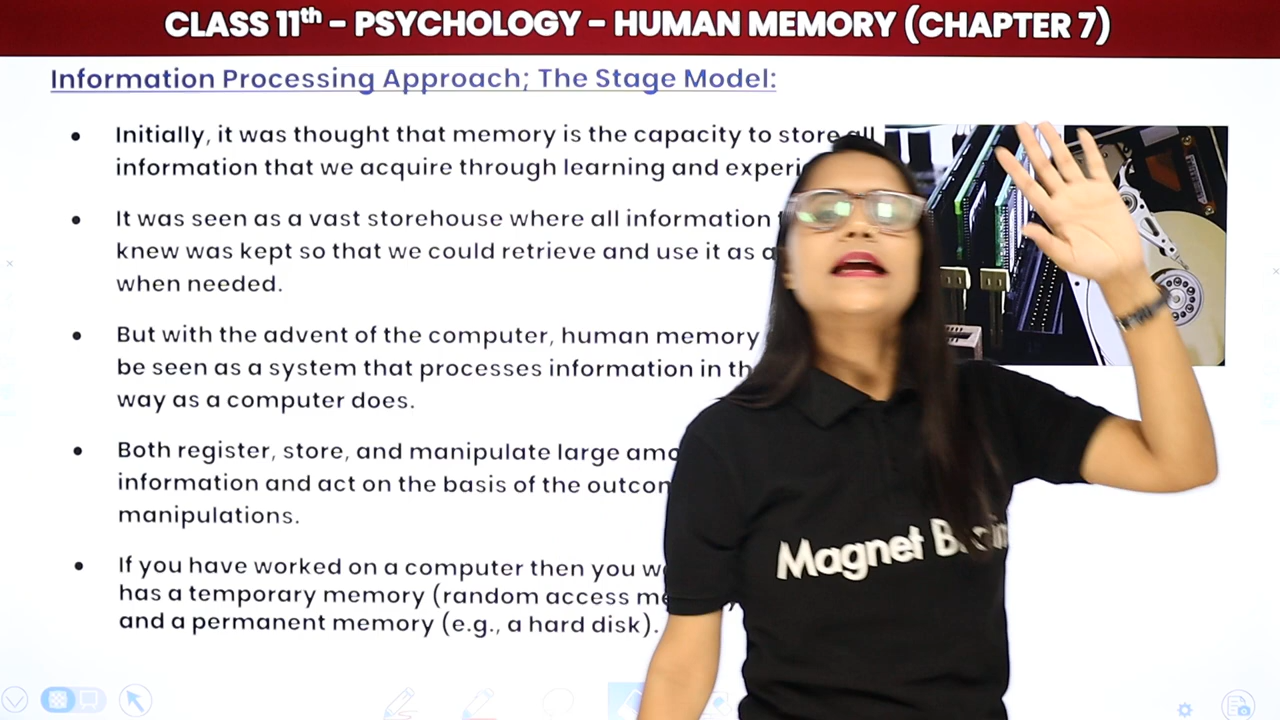 CLASS 11th - PSYCHOLOGY - HUMAN MEMORY (CHAPTER 7)
Information Processing Approach; The Stage Model:
• Initially, it was thought that memory is the capacity to store all
information that we acquire through learning and
• It was seen as a vast storehouse where all information
knew was kept so that we could retrieve and use it as
when needed.
• But with the advent of the computer, human memory
be seen as a system that processes information in
way as a computer does.
• Both register, store, and manipulate large
information and act on the basis of the
manipulations.
• If you have worked on a computer then you
has a temporary memory (random access
and a permanent memory (e.g., a hard disk).
Magnet